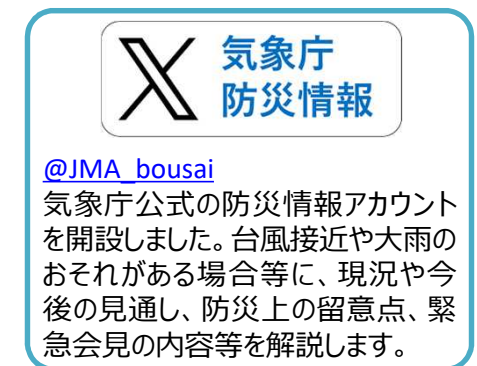 気象庁
防災情報
@JMA_bousai
気象庁公式の防災情報アカウント
を開設しました。台風接近や大雨の
おそれがある場合等に、現況や今
後の見通し、防災上の留意点、緊
急会見の内容等を解説します。